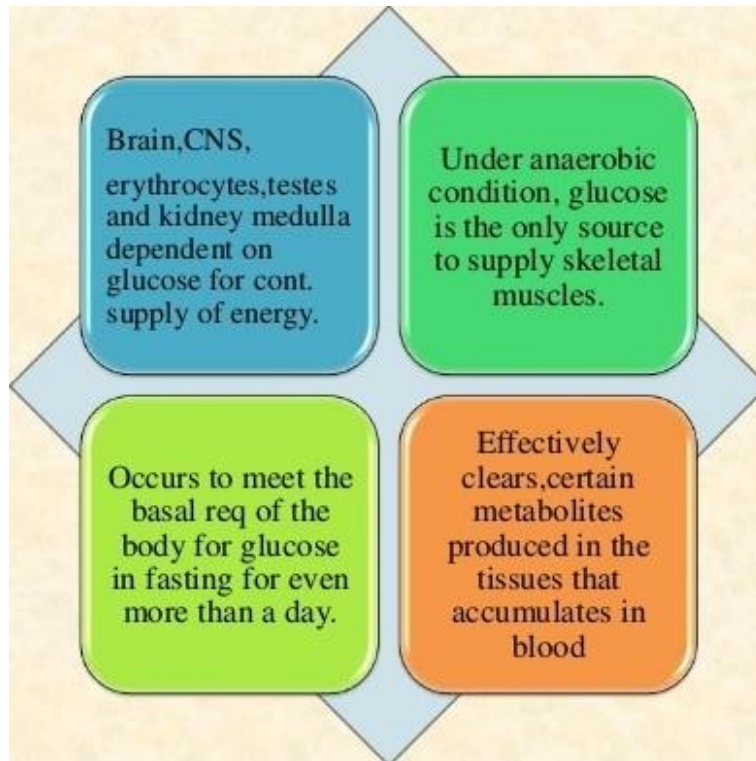 Brain,CNS,
erythrocytes,testes
and kidney medulla
dependent on
glucose for cont.
supply of energy.
Under anaerobic
condition, glucose
is the only source
to supply skeletal
muscles.
Occurs to meet the
basal req of the
body for glucose
in fasting for even
more than a day.
Effectively
clears,certain
metabolites
produced in the
tissues that
accumulates in
blood